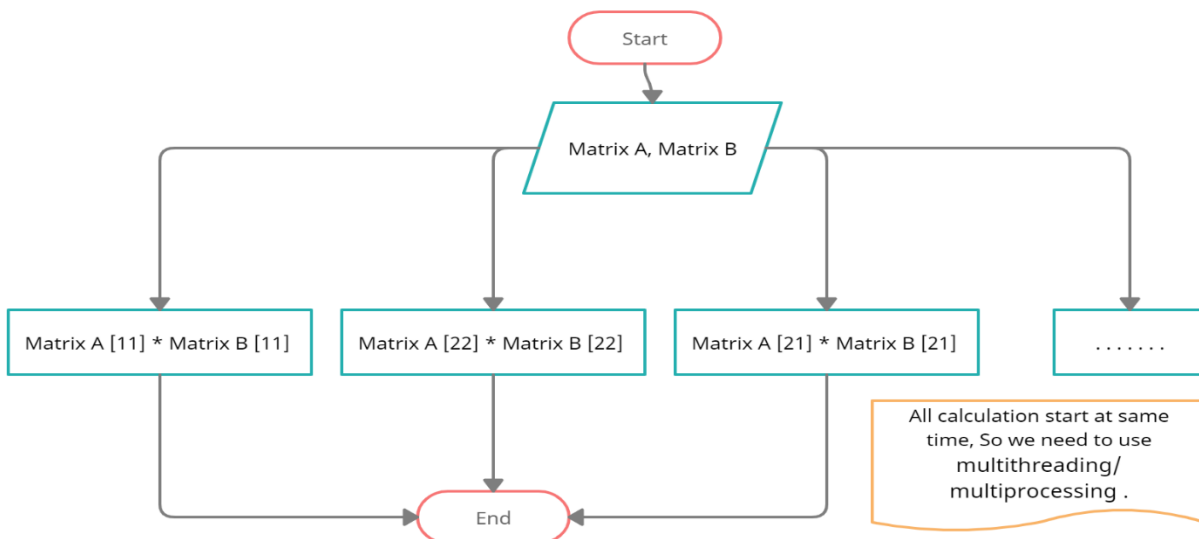 Start
Matrix A, Matrix B
Matrix A [11] * Matrix B [11]
Matrix A [22] * Matrix B [22]
Matrix A [21] * Matrix B [21]
. . . . . . .
All calculation start at same
time, So we need to use
multithreading/
multiprocessing .
End